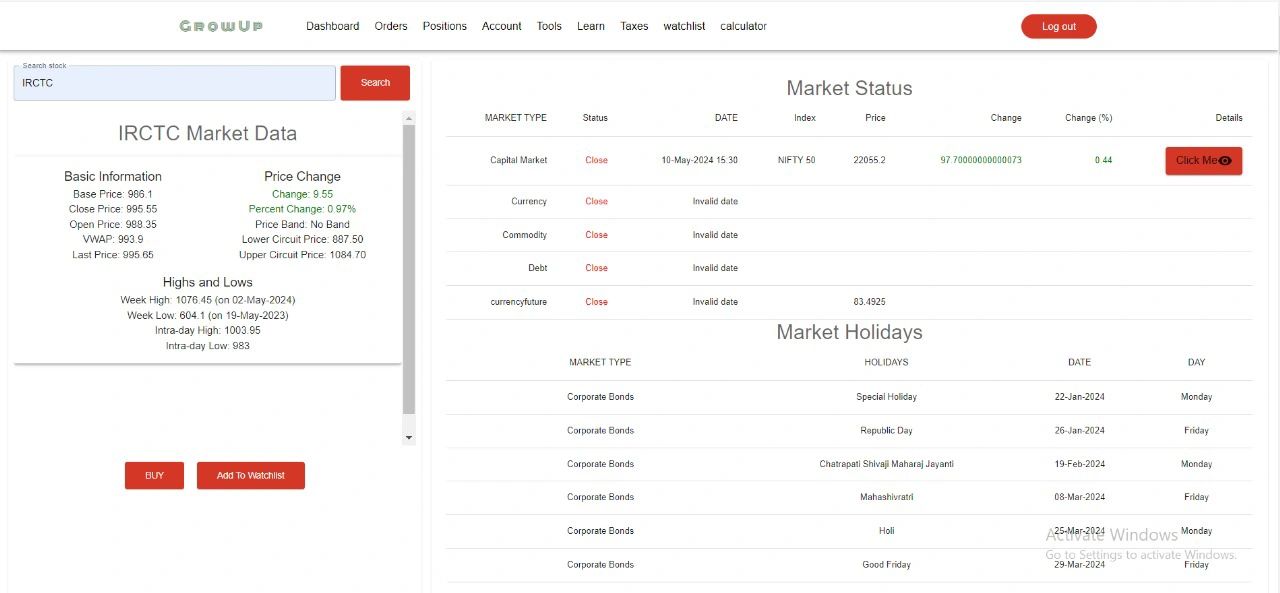 GrowUp Dashboard Orders Positions Account Tools Learn Taxes watchlist calculator Log out
Search stock
IRCTC Search
IRCTC Market Data
Basic Information
Base Price: 986.1
Close Price: 995.55
Open Price: 988.35
VWAP: 993.9
Last Price: 995.65
Price Change
Change: 9.55
Percent Change: 0.97%
Price Band: No Band
Lower Circuit Price: 887.50
Upper Circuit Price: 1084.70
Highs and Lows
Week High: 1076.45 (on 02-May-2024)
Week Low: 604.1 (on 19-May-2023)
Intra-day High: 1003.95
Intra-day Low: 983
BUY Add To Watchlist
Market Status
MARKET TYPE Status DATE Index Price Change Change (%) Details
Capital Market Close 10-May-2024 15:30 NIFTY 50 22055.2 97.70000000000073 0.44 Click Me
Currency Close Invalid date
Commodity Close Invalid date
Debt Close Invalid date
currencyfuture Close Invalid date 83.4925
Market Holidays
MARKET TYPE HOLIDAYS DATE DAY
Corporate Bonds Special Holiday 22-Jan-2024 Monday
Corporate Bonds Republic Day 26-Jan-2024 Friday
Corporate Bonds Chatrapati Shivaji Maharaj Jayanti 19-Feb-2024 Monday
Corporate Bonds Mahashivratri 08-Mar-2024 Friday
Corporate Bonds Holi 25-Mar-2024 Monday
Corporate Bonds Good Friday 29-Mar-2024 Friday
Activate Windows
Go to Settings to activate Windows.